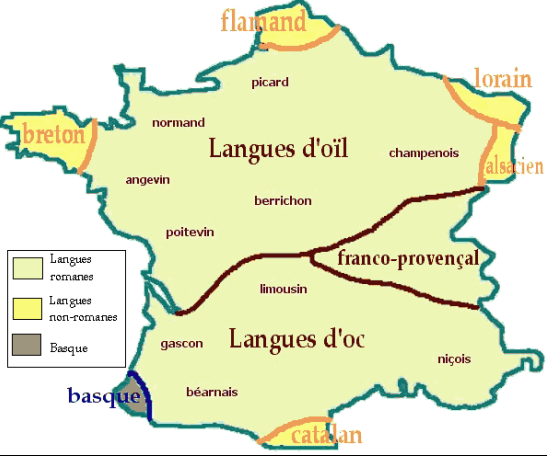 flamand
picard
lorain
normand
breton
Langues d'oïl
champenois
alsacien
angevin
berrichon
poitevin
franco-provençal
Langues
romanes
Langues
non-romanes
Basque
limousin
gascon
Langues d'oc
niçois
basque
béarnais
catalan